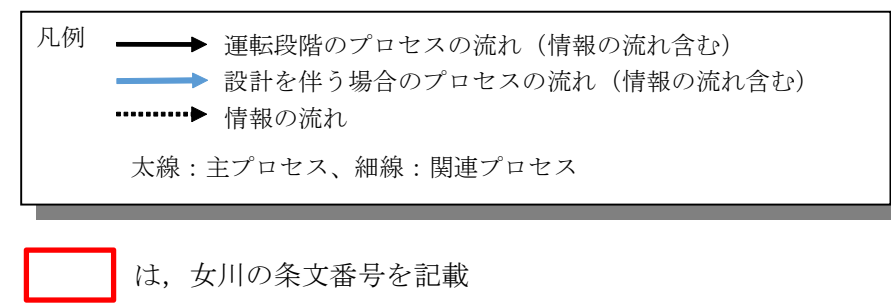 凡例
運転段階のプロセスの流れ（情報の流れ含む）
設計を伴う場合のプロセスの流れ（情報の流れ含む）
情報の流れ
太線：主プロセス、細線：関連プロセス
は，女川の条文番号を記載